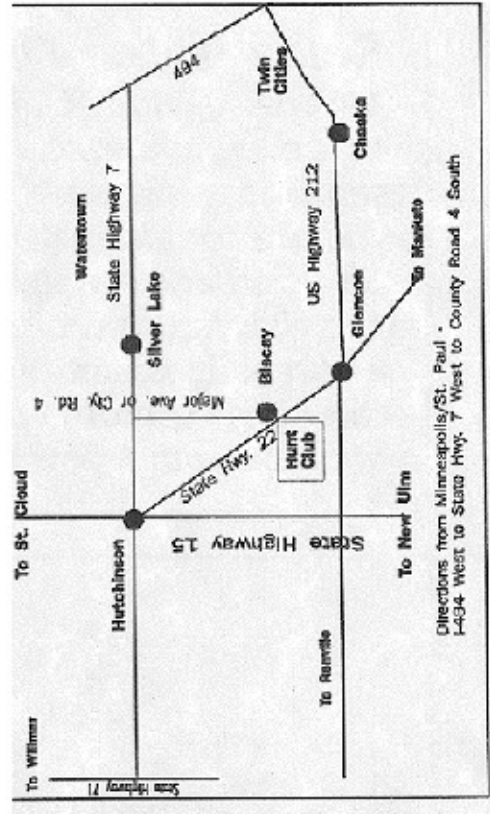 To Willmar
State Highway 71
To St. Cloud
Hutchinson
State Highway 15
To New Ulm
Major Ave. or Cty. Rd. 4
State Hwy. 22
Hunt
Club
Biscay
Silver Lake
Watertown
State Highway 7
494
Twin
Cities
Chaska
US Highway 212
Glencoe
To Mankato
To Renville
Directions from Minneapolis/St. Paul -
I-494 West to State Hwy. 7 West to County Road 4 South